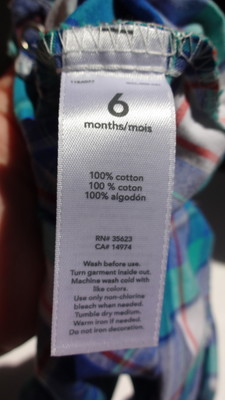 6
months/mois
100% cotton
100 % coton
100% algodón
RN# 35623
CA# 14974
Wash before use.
Turn garment inside out.
Machine wash cold with
like colors.
Use only non-chlorine
bleach when needed.
Tumble dry medium.
Warm iron if needed.
Do not iron decoration.